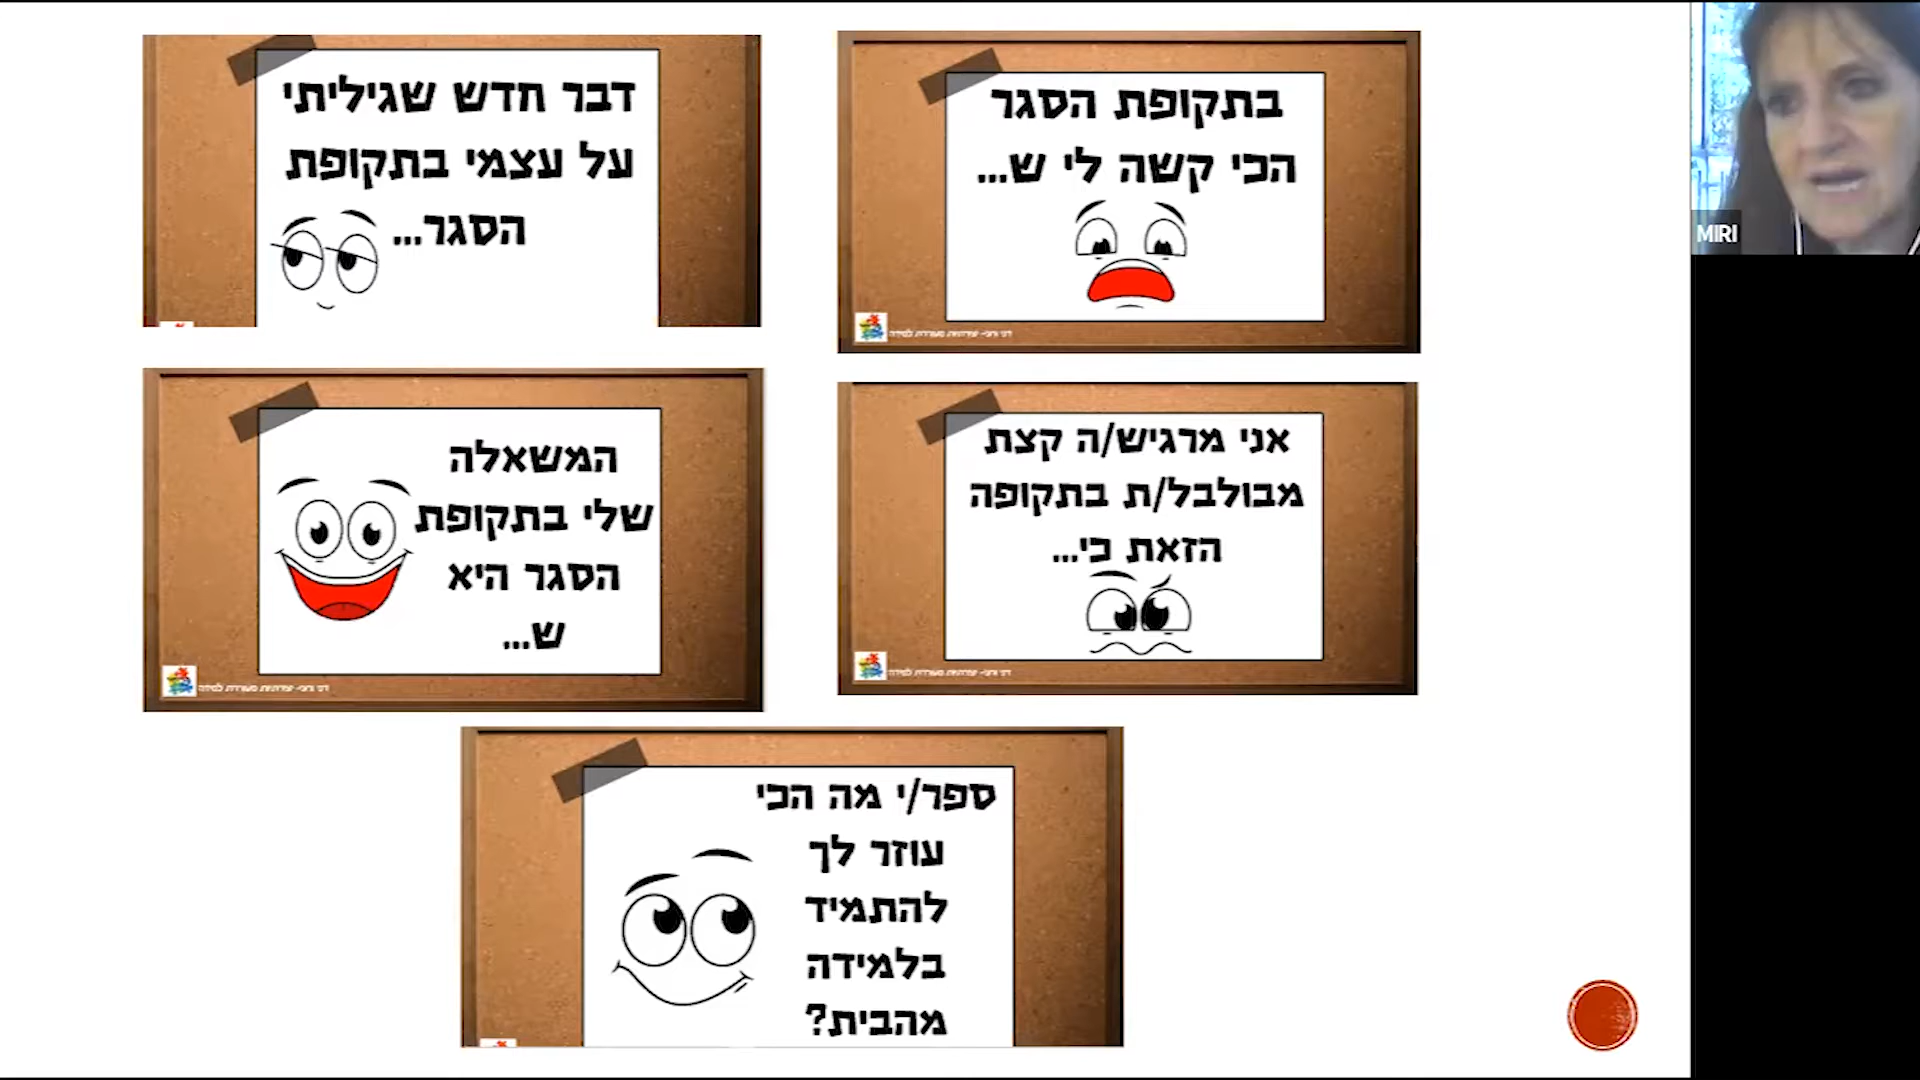 בתקופת הסגר
הכי קשה לי ש...
דבר חדש שגיליתי
על עצמי בתקופת
הסגר...
אני מרגיש/ה קצת
מבולבל/ת בתקופה
הזאת כי...
המשאלה
שלי בתקופת
הסגר היא
ש...
ספר/י מה הכי
עוזר לך
להתמיד
בלמידה
מהבית?
MIRI